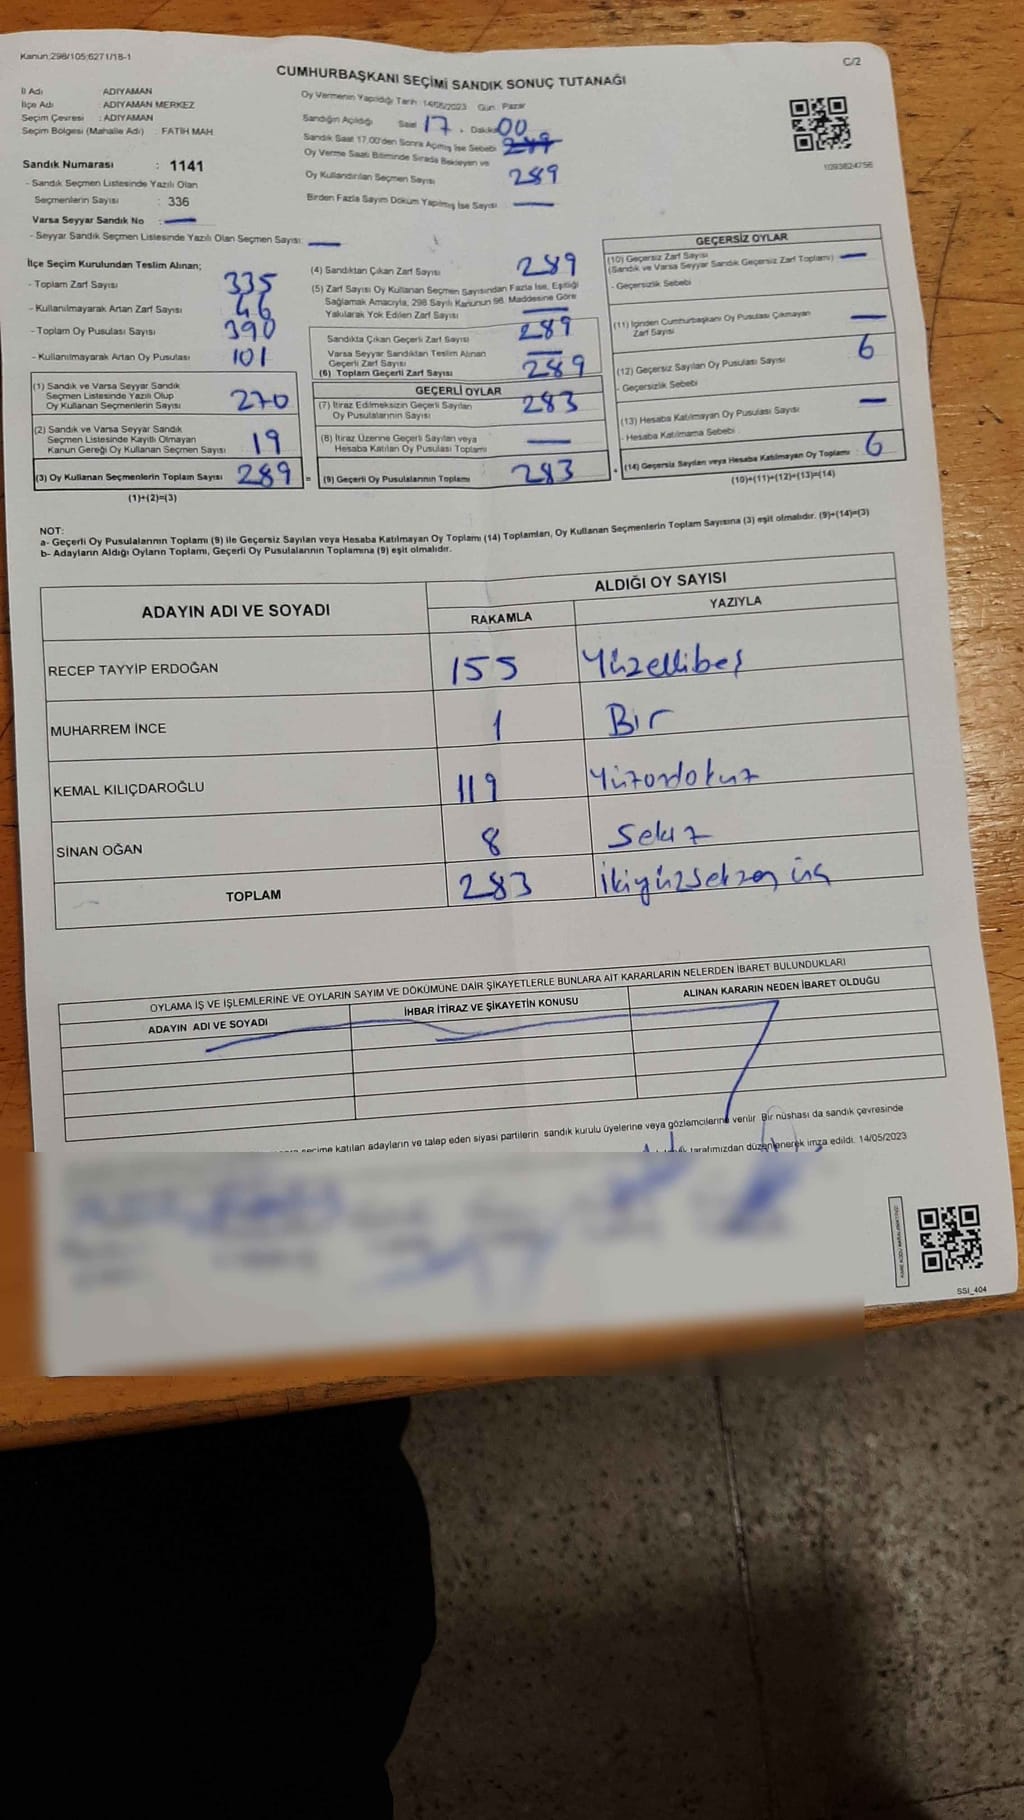 Kanun:298/105;6271/18-1
C/2
CUMHURBAŞKANI SEÇİMİ SANDIK SONUÇ TUTANAĞI
İl Adı : ADIYAMAN
İlçe Adı : ADIYAMAN MERKEZ
Seçim Çevresi : ADIYAMAN
Seçim Bölgesi (Mahalle Adı) : FATİH MAH
Sandık Numarası : 1141
- Sandık Seçmen Listesinde Yazılı Olan
Seçmenlerin Sayısı : 336
Varsa Seyyar Sandık No : —
- Seyyar Sandık Seçmen Listesinde Yazılı Olan Seçmen Sayısı: —
Oy Vermenin Yapıldığı Tarih : 14/05/2023 Gün : Pazar
Sandığın Açıldığı Saat 17 , Dakika 00
Sandık Saat 17.00'den Sonra Açılmış İse Sebebi
Oy Verme Saati Bitiminde Sırada Bekleyen ve
Oy Kullandırılan Seçmen Sayısı 289
Birden Fazla Sayım Döküm Yapılmış İse Sayısı : —
1093624756
İlçe Seçim Kurulundan Teslim Alınan;
- Toplam Zarf Sayısı : 335
- Kullanılmayarak Artan Zarf Sayısı : 46
- Toplam Oy Pusulası Sayısı : 390
- Kullanılmayarak Artan Oy Pusulası : 101
(1) Sandık ve Varsa Seyyar Sandık
Seçmen Listesinde Yazılı Olup
Oy Kullanan Seçmenlerin Sayısı : 270
(2) Sandık ve Varsa Seyyar Sandık
Seçmen Listesinde Kayıtlı Olmayan
Kanun Gereği Oy Kullanan Seçmen Sayısı : 19
(3) Oy Kullanan Seçmenlerin Toplam Sayısı : 289 =
(1)+(2)=(3)
(4) Sandıktan Çıkan Zarf Sayısı : 289
(5) Zarf Sayısı Oy Kullanan Seçmen Sayısından Fazla İse, Eşitliği
Sağlamak Amacıyla, 298 Sayılı Kanunun 98. Maddesine Göre
Yakılarak Yok Edilen Zarf Sayısı : —
Sandıkta Çıkan Geçerli Zarf Sayısı : 289
Varsa Seyyar Sandıktan Teslim Alınan
Geçerli Zarf Sayısı : —
(6) Toplam Geçerli Zarf Sayısı : 289
GEÇERLİ OYLAR
(7) İtiraz Edilmeksizin Geçerli Sayılan
Oy Pusulalarının Sayısı : 283
(8) İtiraz Üzerine Geçerli Sayılan veya
Hesaba Katılan Oy Pusulası Toplamı : —
(9) Geçerli Oy Pusulalarının Toplamı : 283 +
GEÇERSİZ OYLAR
(10) Geçersiz Zarf Sayısı
(Sandık ve Varsa Seyyar Sandık Geçersiz Zarf Toplamı) : —
- Geçersizlik Sebebi :
(11) İçinden Cumhurbaşkanı Oy Pusulası Çıkmayan
Zarf Sayısı : —
(12) Geçersiz Sayılan Oy Pusulası Sayısı : 6
- Geçersizlik Sebebi :
(13) Hesaba Katılmayan Oy Pusulası Sayısı : —
- Hesaba Katılmama Sebebi :
(14) Geçersiz Sayılan veya Hesaba Katılmayan Oy Toplamı : 6
(10)+(11)+(12)+(13)=(14)
NOT:
a- Geçerli Oy Pusulalarının Toplamı (9) ile Geçersiz Sayılan veya Hesaba Katılmayan Oy Toplamı (14) Toplamları, Oy Kullanan Seçmenlerin Toplam Sayısına (3) eşit olmalıdır. (9)+(14)=(3)
b- Adayların Aldığı Oyların Toplamı, Geçerli Oy Pusulalarının Toplamına (9) eşit olmalıdır.
ADAYIN ADI VE SOYADI
ALDIĞI OY SAYISI
RAKAMLA YAZIYLA
RECEP TAYYİP ERDOĞAN 155 Yüzellibeş
MUHARREM İNCE 1 Bir
KEMAL KILIÇDAROĞLU 119 Yüzondokuz
SİNAN OĞAN 8 Sekiz
TOPLAM 283 İkiyüzseksen üç
OYLAMA İŞ VE İŞLEMLERİNE VE OYLARIN SAYIM VE DÖKÜMÜNE DAİR ŞİKAYETLERLE BUNLARA AİT KARARLARIN NELERDEN İBARET BULUNDUKLARI
ADAYIN ADI VE SOYADI İHBAR İTİRAZ VE ŞİKAYETİN KONUSU ALINAN KARARIN NEDEN İBARET OLDUĞU
seçime katılan adayların ve talep eden siyasi partilerin sandık kurulu üyelerine veya gözlemcilerine verilir. Bir nüshası da sandık çevresinde
tarafımızdan düzenlenerek imza edildi. 14/05/2023
SSI_404